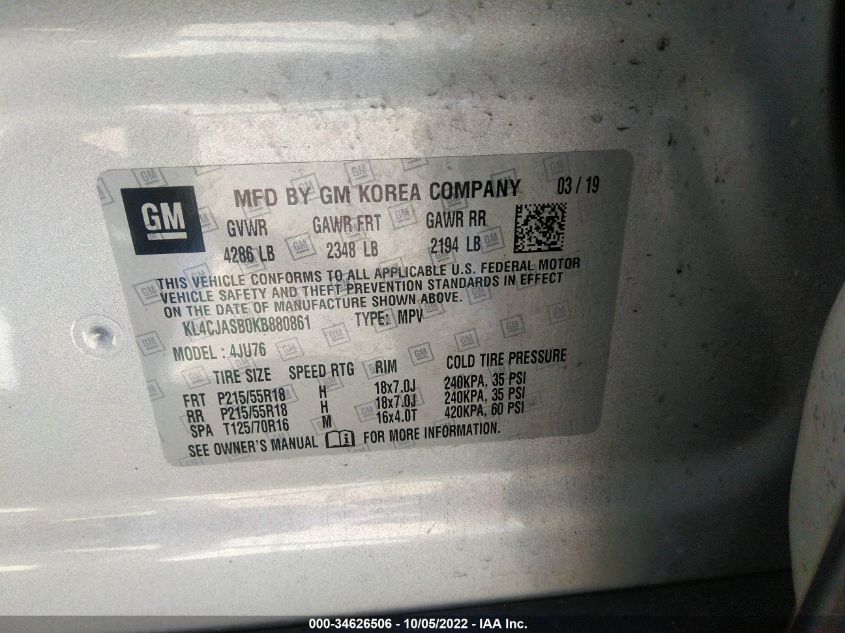 GM
MFD BY GM KOREA COMPANY 03 / 19
GVWR GAWR FRT GAWR RR
4286 LB 2348 LB 2194 LB
THIS VEHICLE CONFORMS TO ALL APPLICABLE U.S. FEDERAL MOTOR
VEHICLE SAFETY AND THEFT PREVENTION STANDARDS IN EFFECT
ON THE DATE OF MANUFACTURE SHOWN ABOVE.
KL4CJASB0KB880861 TYPE: MPV
MODEL: 4JU76
TIRE SIZE SPEED RTG RIM COLD TIRE PRESSURE
FRT P215/55R18 H 18x7.0J 240KPA, 35 PSI
RR P215/55R18 H 18x7.0J 240KPA, 35 PSI
SPA T125/70R16 M 16x4.0T 420KPA, 60 PSI
SEE OWNER'S MANUAL FOR MORE INFORMATION.
000-34626506 - 10/05/2022 - IAA Inc.